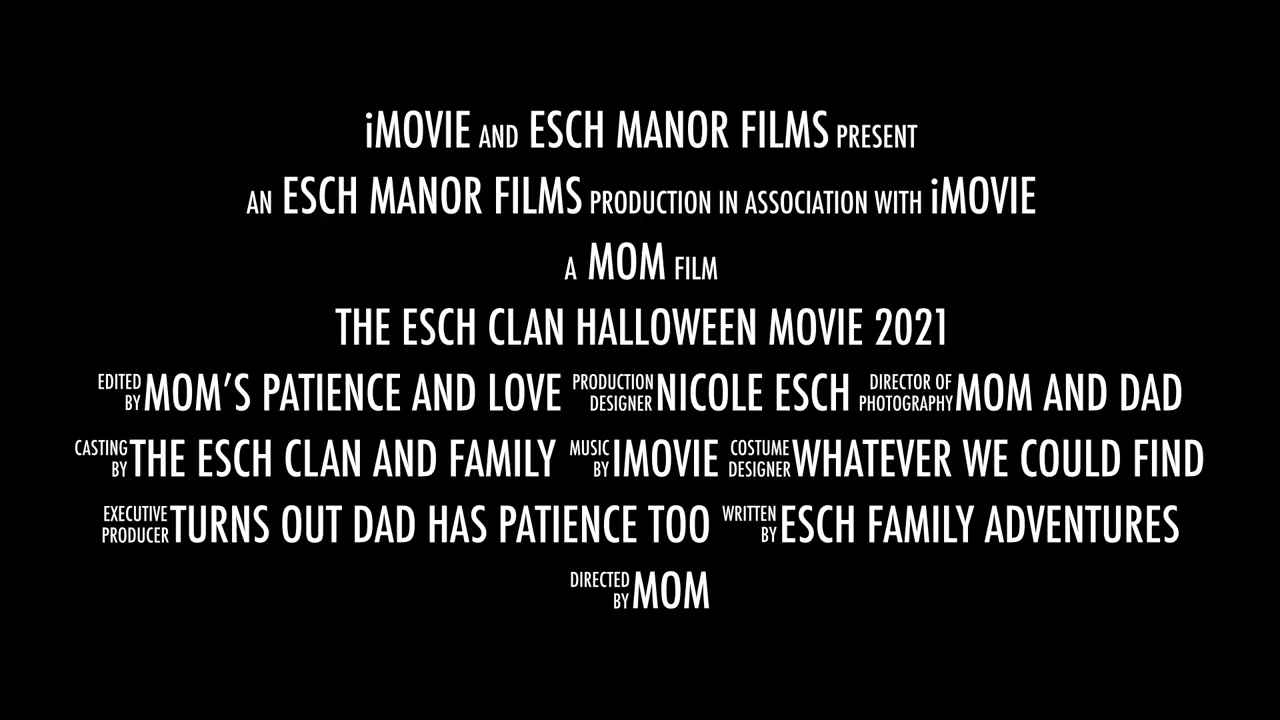 iMOVIE AND ESCH MANOR FILMS PRESENT
AN ESCH MANOR FILMS PRODUCTION IN ASSOCIATION WITH iMOVIE
A MOM FILM
THE ESCH CLAN HALLOWEEN MOVIE 2021
EDITED BY MOM'S PATIENCE AND LOVE PRODUCTION DESIGNER NICOLE ESCH DIRECTOR OF PHOTOGRAPHY MOM AND DAD
CASTING BY THE ESCH CLAN AND FAMILY MUSIC BY IMOVIE COSTUME DESIGNER WHATEVER WE COULD FIND
EXECUTIVE PRODUCER TURNS OUT DAD HAS PATIENCE TOO WRITTEN BY ESCH FAMILY ADVENTURES
DIRECTED BY MOM